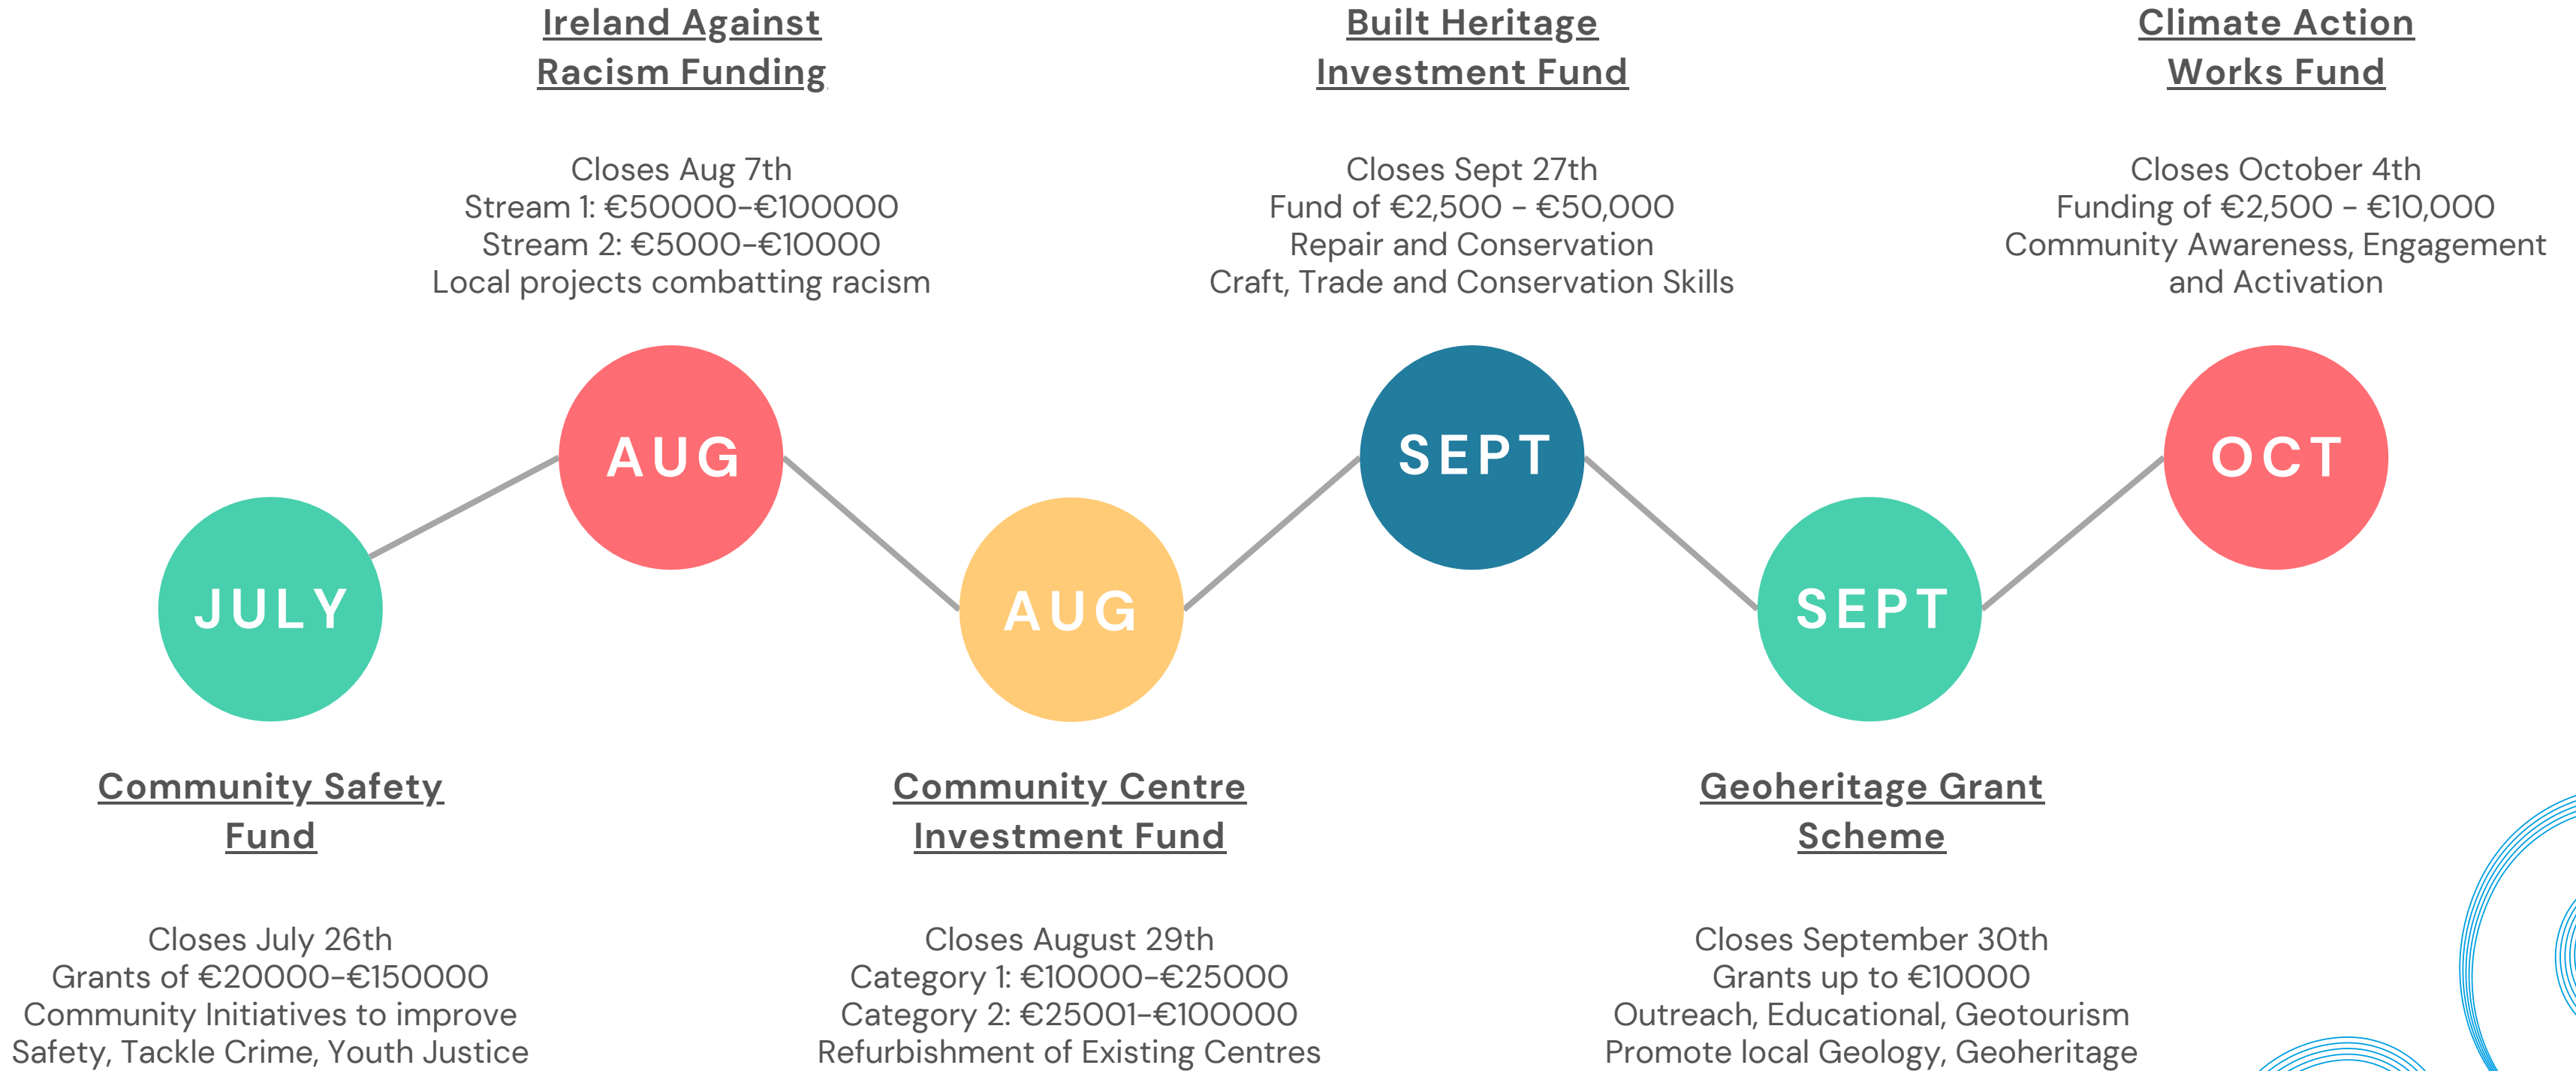 Ireland Against
Racism Funding
Closes Aug 7th
Stream 1: €50000-€100000
Stream 2: €5000-€10000
Local projects combatting racism
Built Heritage
Investment Fund
Closes Sept 27th
Fund of €2,500 - €50,000
Repair and Conservation
Craft, Trade and Conservation Skills
Climate Action
Works Fund
Closes October 4th
Funding of €2,500 - €10,000
Community Awareness, Engagement
and Activation
JULY
AUG
AUG
SEPT
SEPT
OCT
Community Safety
Fund
Closes July 26th
Grants of €20000-€150000
Community Initiatives to improve
Safety, Tackle Crime, Youth Justice
Community Centre
Investment Fund
Closes August 29th
Category 1: €10000-€25000
Category 2: €25001-€100000
Refurbishment of Existing Centres
Geoheritage Grant
Scheme
Closes September 30th
Grants up to €10000
Outreach, Educational, Geotourism
Promote local Geology, Geoheritage